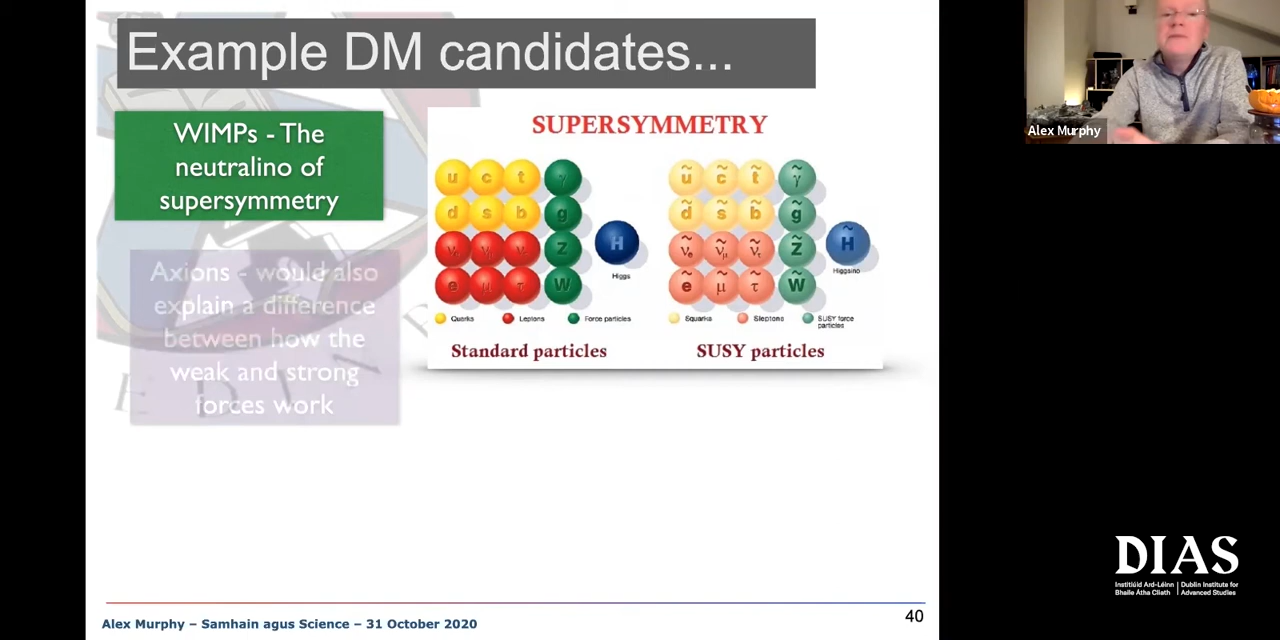 Example DM candidates...
WIMPs - The
neutralino of
supersymmetry
Axions - would also
explain a difference
between how the
weak and strong
forces work
SUPERSYMMETRY
u c t γ
d s b g
H
Z
e μ τ W
Higgs
Quarks Leptons Force particles
Standard particles
ũ c̃ t̃ γ̃
d̃ s̃ b̃ g̃
H̃
ν̃e ν̃μ ν̃τ Z̃
ẽ μ̃ τ̃ W̃
Higgsino
Squarks Sleptons SUSY force
particles
SUSY particles
Alex Murphy – Samhain agus Science – 31 October 2020
40
Alex Murphy
DIAS
Institiúid Ard-Léinn | Dublin Institute for
Bhaile Átha Cliath | Advanced Studies